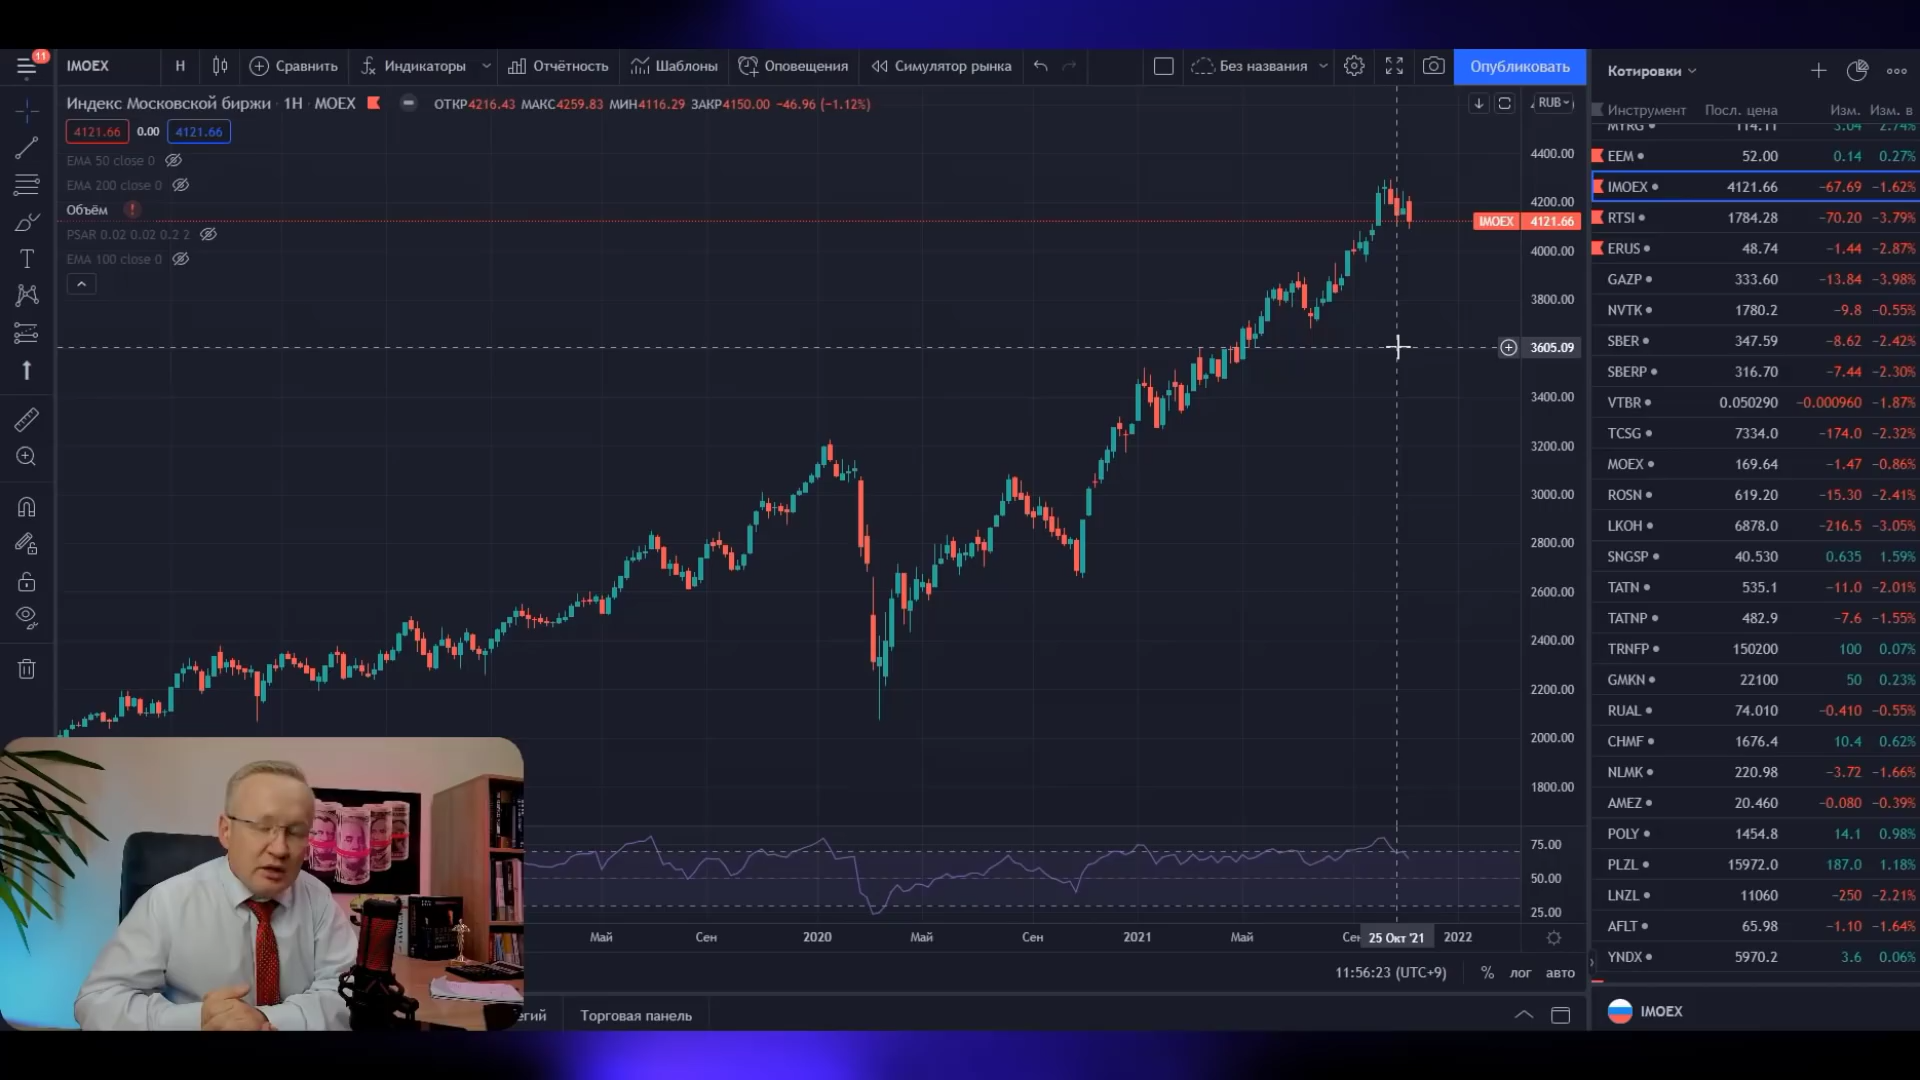 11
IMOEX Н Сравнить Индикаторы Отчётность Шаблоны Оповещения Симулятор рынка Без названия Опубликовать
Индекс Московской биржи · 1Н · MOEX ОТКР4216.43 МАКС4259.83 МИН4116.29 ЗАКР4150.00 −46.96 (−1.12%)
4121.66 0.00 4121.66
EMA 50 close 0
EMA 200 close 0
Объём !
PSAR 0.02 0.02 0.2 2
EMA 100 close 0
RUB
4400.00
4200.00
IMOEX 4121.66
4000.00
3800.00
3605.09
3400.00
3200.00
3000.00
2800.00
2600.00
2400.00
2200.00
2000.00
1800.00
75.00
50.00
25.00
Май Сен 2020 Май Сен 2021 Май Сен 25 Окт '21 2022
11:56:23 (UTC+9) % лог авто
Торговая панель
Котировки
Инструмент Посл. цена Изм. Изм. в
MYRG 114.11 3.04 2.74%
EEM 52.00 0.14 0.27%
IMOEX 4121.66 −67.69 −1.62%
RTSI 1784.28 −70.20 −3.79%
ERUS 48.74 −1.44 −2.87%
GAZP 333.60 −13.84 −3.98%
NVTK 1780.2 −9.8 −0.55%
SBER 347.59 −8.62 −2.42%
SBERP 316.70 −7.44 −2.30%
VTBR 0.050290 −0.000960 −1.87%
TCSG 7334.0 −174.0 −2.32%
MOEX 169.64 −1.47 −0.86%
ROSN 619.20 −15.30 −2.41%
LKOH 6878.0 −216.5 −3.05%
SNGSP 40.530 0.635 1.59%
TATN 535.1 −11.0 −2.01%
TATNP 482.9 −7.6 −1.55%
TRNFP 150200 100 0.07%
GMKN 22100 50 0.23%
RUAL 74.010 −0.410 −0.55%
CHMF 1676.4 10.4 0.62%
NLMK 220.98 −3.72 −1.66%
AMEZ 20.460 −0.080 −0.39%
POLY 1454.8 14.1 0.98%
PLZL 15972.0 187.0 1.18%
LNZL 11060 −250 −2.21%
AFLT 65.98 −1.10 −1.64%
YNDX 5970.2 3.6 0.06%
IMOEX